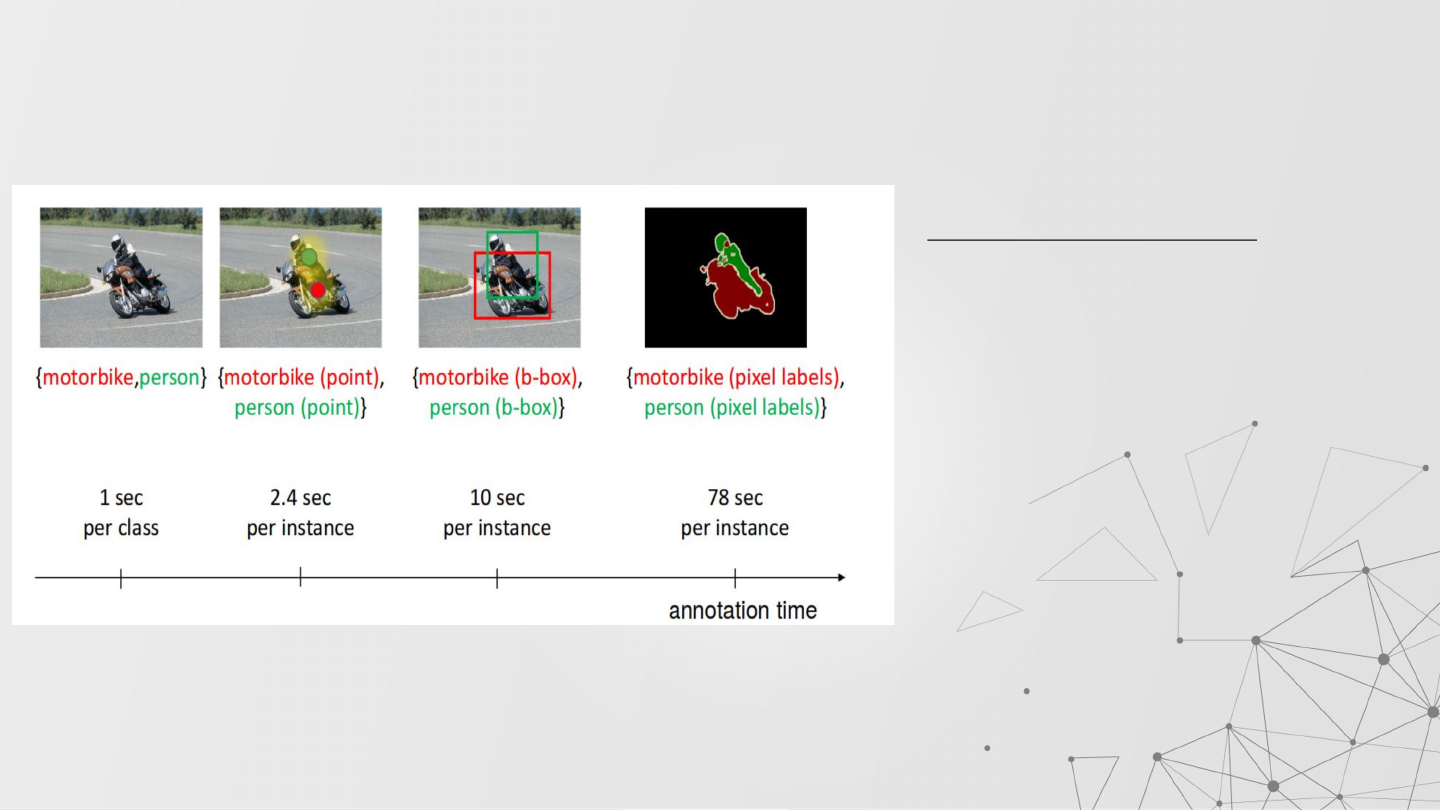 {motorbike,person}
{motorbike (point),
person (point)}
{motorbike (b-box),
person (b-box)}
{motorbike (pixel labels),
person (pixel labels)}
1 sec
per class
2.4 sec
per instance
10 sec
per instance
78 sec
per instance
annotation time